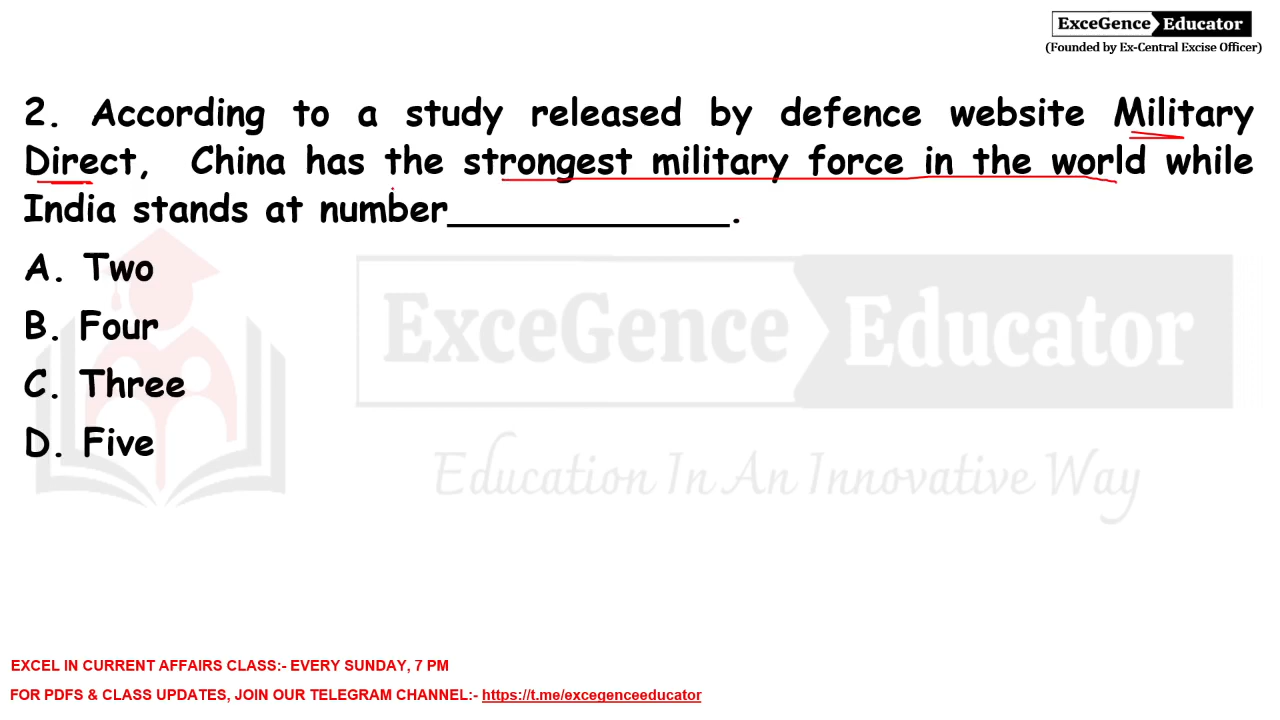 ExceGence Educator
(Founded by Ex-Central Excise Officer)
2. According to a study released by defence website Military
Direct, China has the strongest military force in the world while
India stands at number______________.
A. Two
B. Four
C. Three
D. Five
ExceGence Educator
Education In An Innovative Way
EXCEL IN CURRENT AFFAIRS CLASS:- EVERY SUNDAY, 7 PM
FOR PDFS & CLASS UPDATES, JOIN OUR TELEGRAM CHANNEL:- https://t.me/excegenceeducator